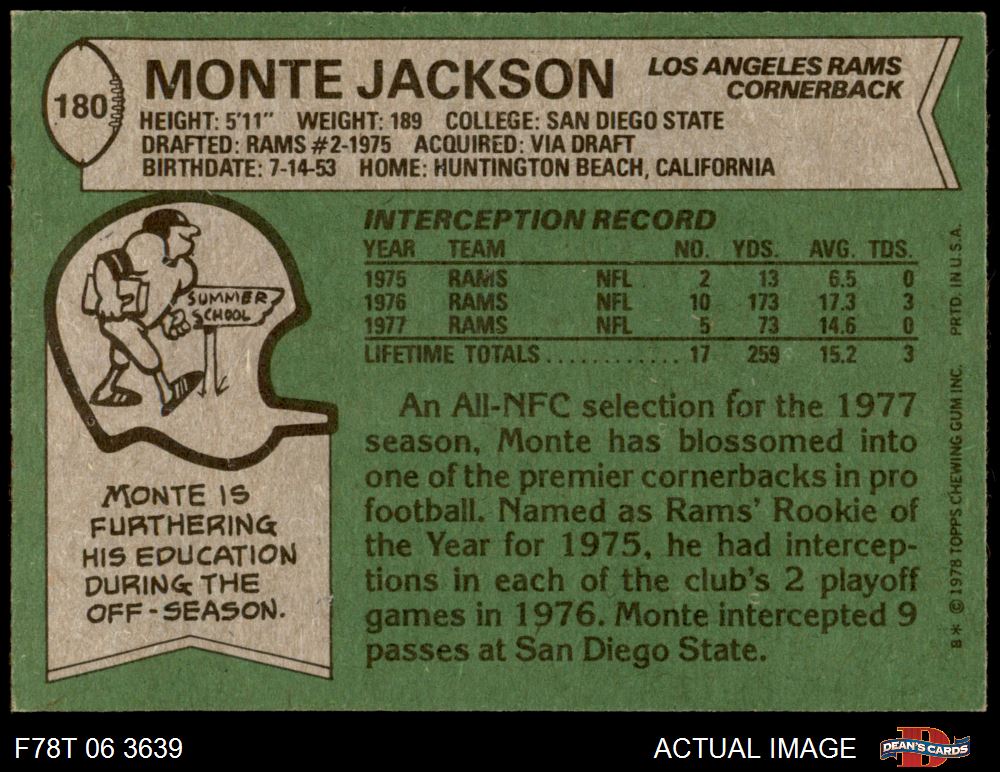 180
MONTE JACKSON
LOS ANGELES RAMS
CORNERBACK
HEIGHT: 5'11" WEIGHT: 189 COLLEGE: SAN DIEGO STATE
DRAFTED: RAMS #2-1975 ACQUIRED: VIA DRAFT
BIRTHDATE: 7-14-53 HOME: HUNTINGTON BEACH, CALIFORNIA
SUMMER
SCHOOL
MONTE IS
FURTHERING
HIS EDUCATION
DURING THE
OFF-SEASON.
INTERCEPTION RECORD
YEAR TEAM NO. YDS. AVG. TDS.
1975 RAMS NFL 2 13 6.5 0
1976 RAMS NFL 10 173 17.3 3
1977 RAMS NFL 5 73 14.6 0
LIFETIME TOTALS............ 17 259 15.2 3
An All-NFC selection for the 1977
season, Monte has blossomed into
one of the premier cornerbacks in pro
football. Named as Rams' Rookie of
the Year for 1975, he had intercep-
tions in each of the club's 2 playoff
games in 1976. Monte intercepted 9
passes at San Diego State.
B* © 1978 TOPPS CHEWING GUM INC. PRTD. IN U.S.A.
F78T 06 3639
ACTUAL IMAGE
D
DEAN'S CARDS